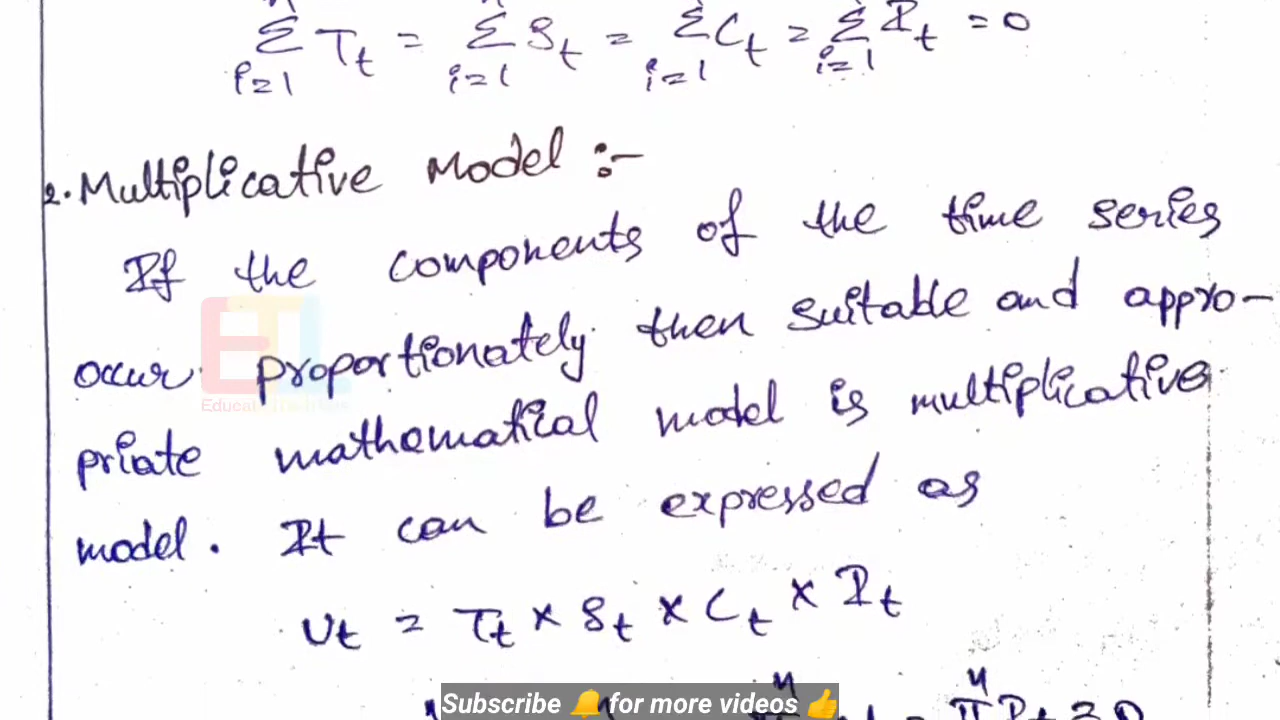 Σ Tt = Σ St = Σ Ct = Σ It = 0
i=1 i=1 i=1 i=1
2. Multiplicative Model :-
If the components of the time series
occur proportionately then suitable and appro-
priate mathematical model is multiplicative
model. It can be expressed as
Ut = Tt × St × Ct × It
Subscribe 🔔 for more videos 👍